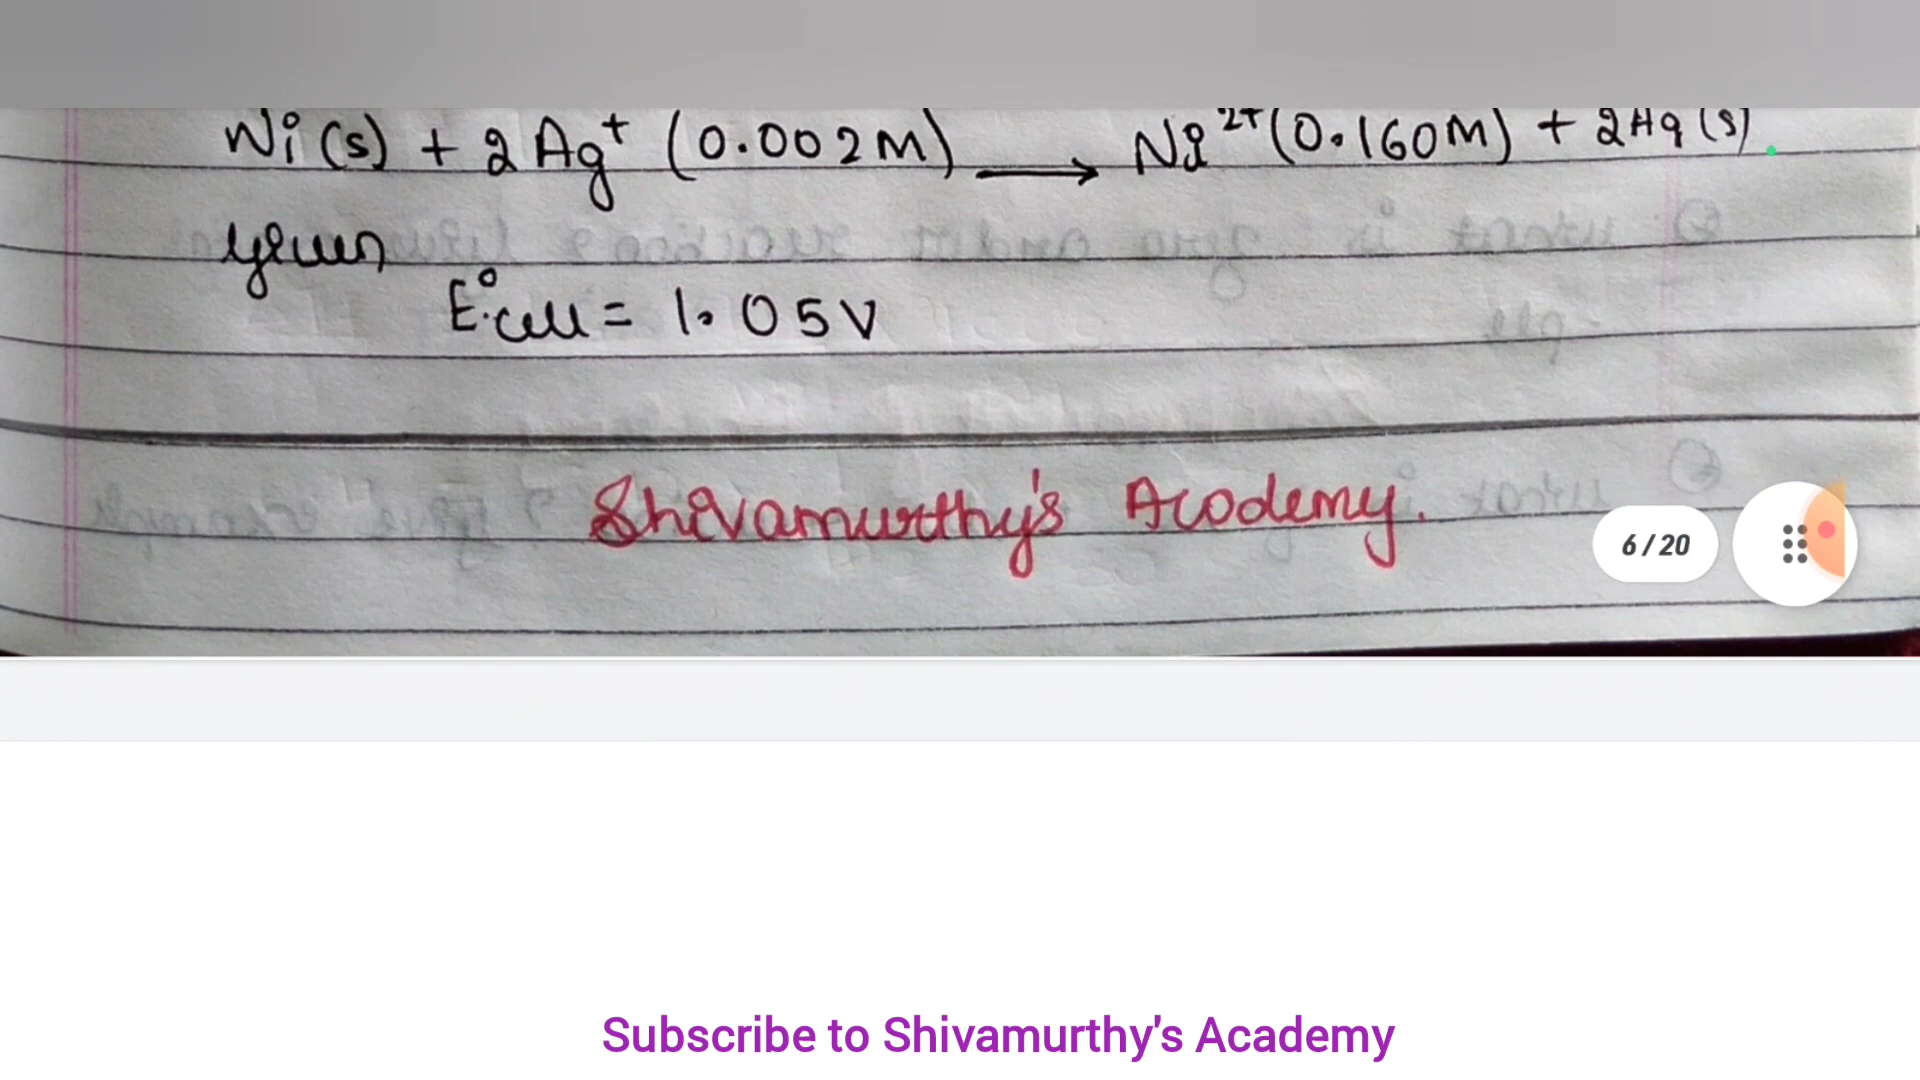 Ni(s) + 2Ag⁺ (0.002M) → Ni²⁺(0.160M) + 2Ag(s).
given
E°cell = 1.05V
Shivamurthy's Acodemy.
6/20
Subscribe to Shivamurthy's Academy